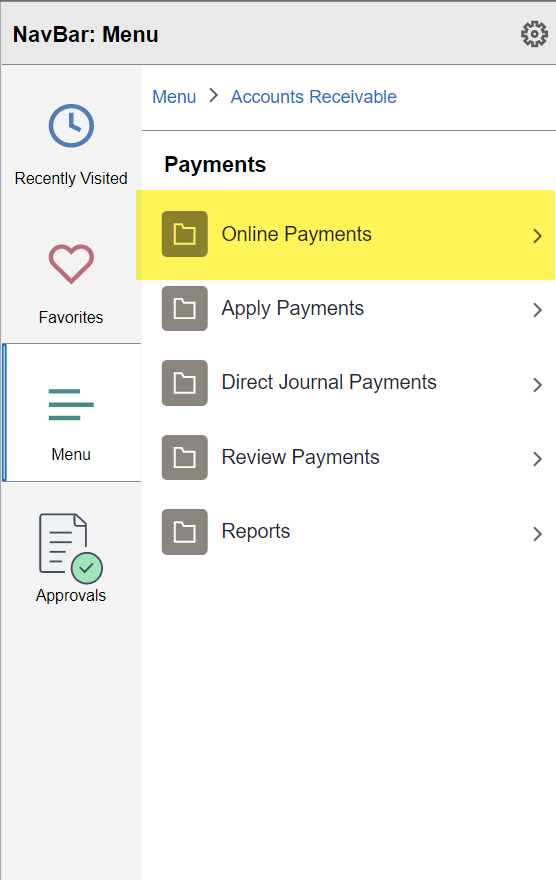 NavBar: Menu
Recently Visited
Favorites
Menu
Approvals
Menu > Accounts Receivable
Payments
Online Payments
Apply Payments
Direct Journal Payments
Review Payments
Reports